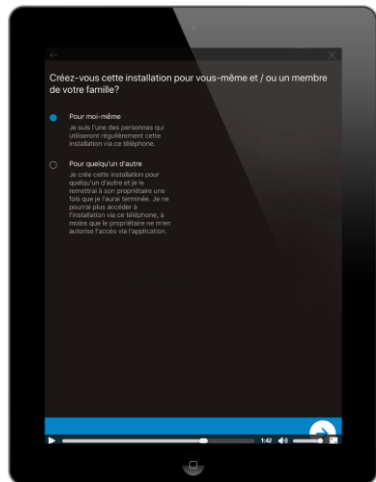 Créez-vous cette installation pour vous-même et / ou un membre
de votre famille?
Pour moi-même
Je suis l'une des personnes qui
utiliseront régulièrement cette
installation via ce téléphone.
Pour quelqu'un d'autre
Je crée cette installation pour
quelqu'un d'autre et je le
remettrai à son propriétaire une
fois que je l'aurai terminée. Je ne
pourrai plus accéder à
l'installation via ce téléphone, à
moins que le propriétaire ne m'en
autorise l'accès via l'application.
1:42